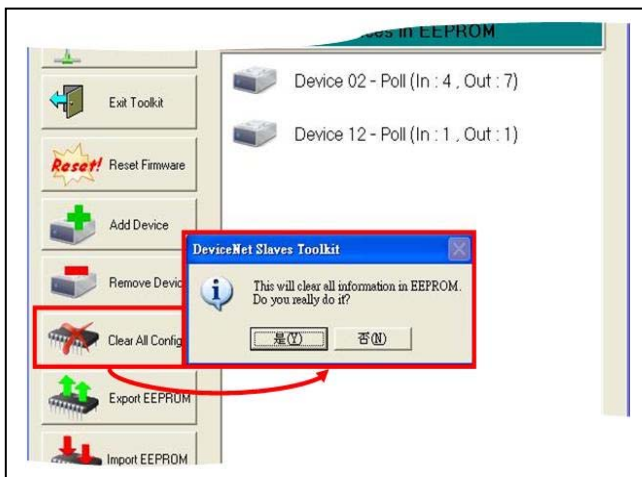 in EEPROM
Device 02 - Poll (In : 4 , Out : 7)
Device 12 - Poll (In : 1 , Out : 1)
Exit Toolkit
Reset!
Reset Firmware
Add Device
Remove Devic
Clear All Config
Export EEPROM
Import EEPROM
DeviceNet Slaves Toolkit
This will clear all information in EEPROM.
Do you really do it?
是(Y)
否(N)